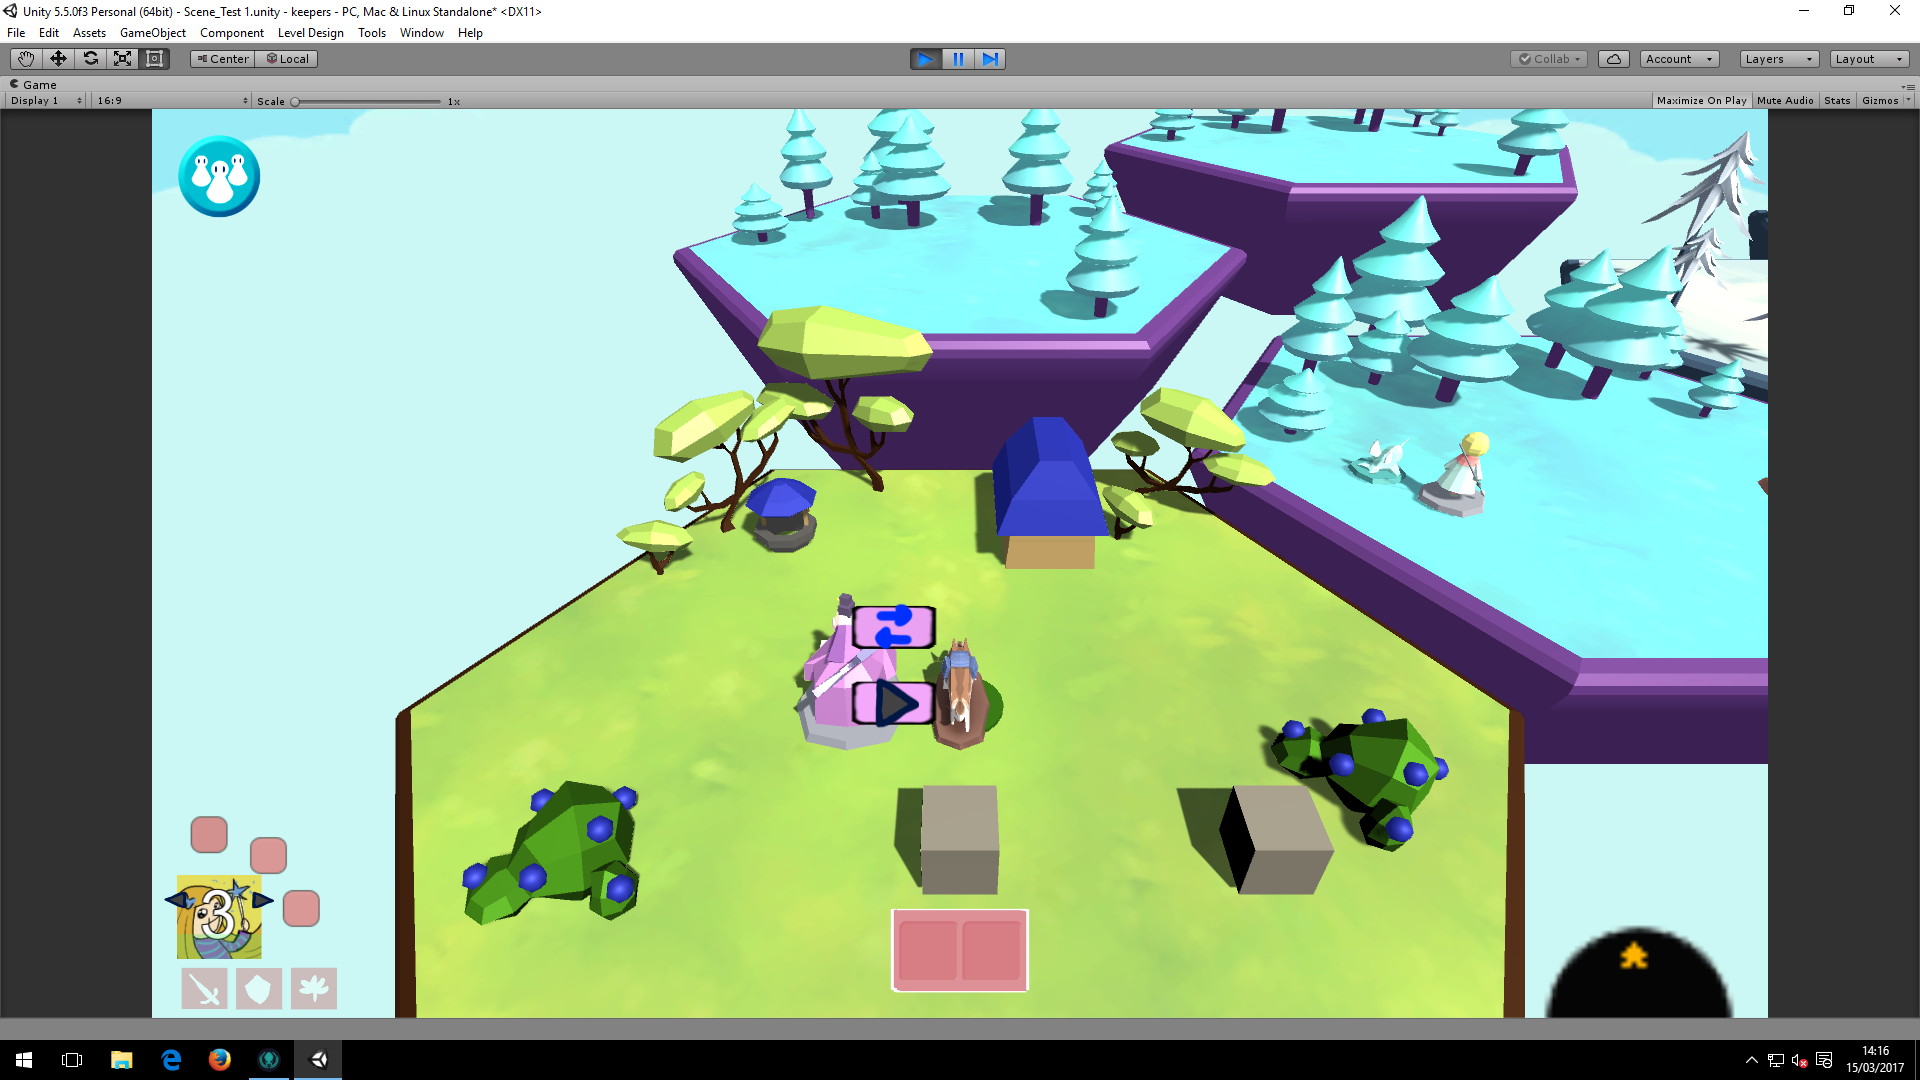 Unity 5.5.0f3 Personal (64bit) - Scene_Test 1.unity - keepers - PC, Mac & Linux Standalone* <DX11>
File Edit Assets GameObject Component Level Design Tools Window Help
Center Local Collab Account Layers Layout
Game
Display 1 16:9 Scale 1x Maximize On Play Mute Audio Stats Gizmos
3
14:16
15/03/2017